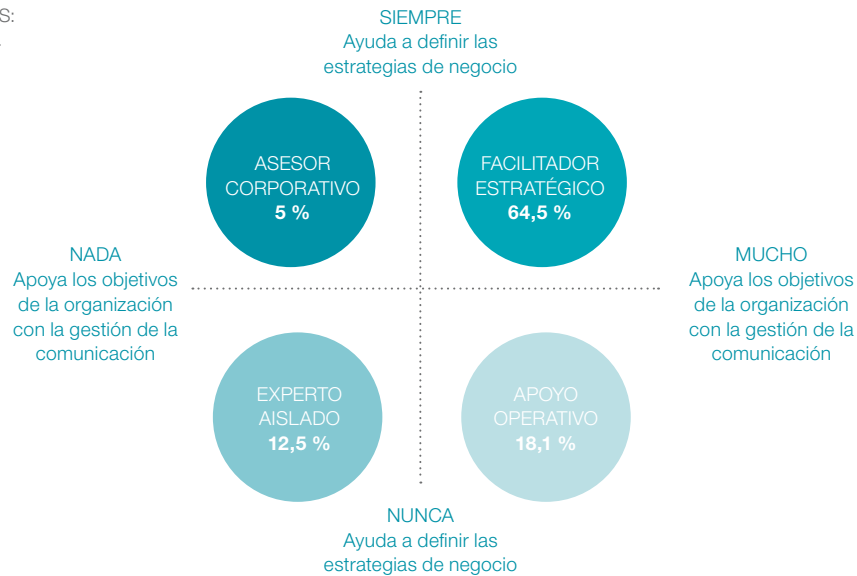 S:
SIEMPRE
Ayuda a definir las
estrategias de negocio
ASESOR
CORPORATIVO
5 %
FACILITADOR
ESTRATÉGICO
64,5 %
NADA
Apoya los objetivos
de la organización
con la gestión de la
comunicación
MUCHO
Apoya los objetivos
de la organización
con la gestión de la
comunicación
EXPERTO
AISLADO
12,5 %
APOYO
OPERATIVO
18,1 %
NUNCA
Ayuda a definir las
estrategias de negocio